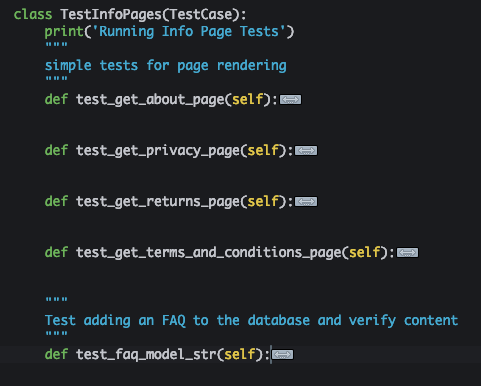 class TestInfoPages(TestCase):
print('Running Info Page Tests')
"""
simple tests for page rendering
"""
def test_get_about_page(self):
def test_get_privacy_page(self):
def test_get_returns_page(self):
def test_get_terms_and_conditions_page(self):
"""
Test adding an FAQ to the database and verify content
"""
def test_faq_model_str(self):